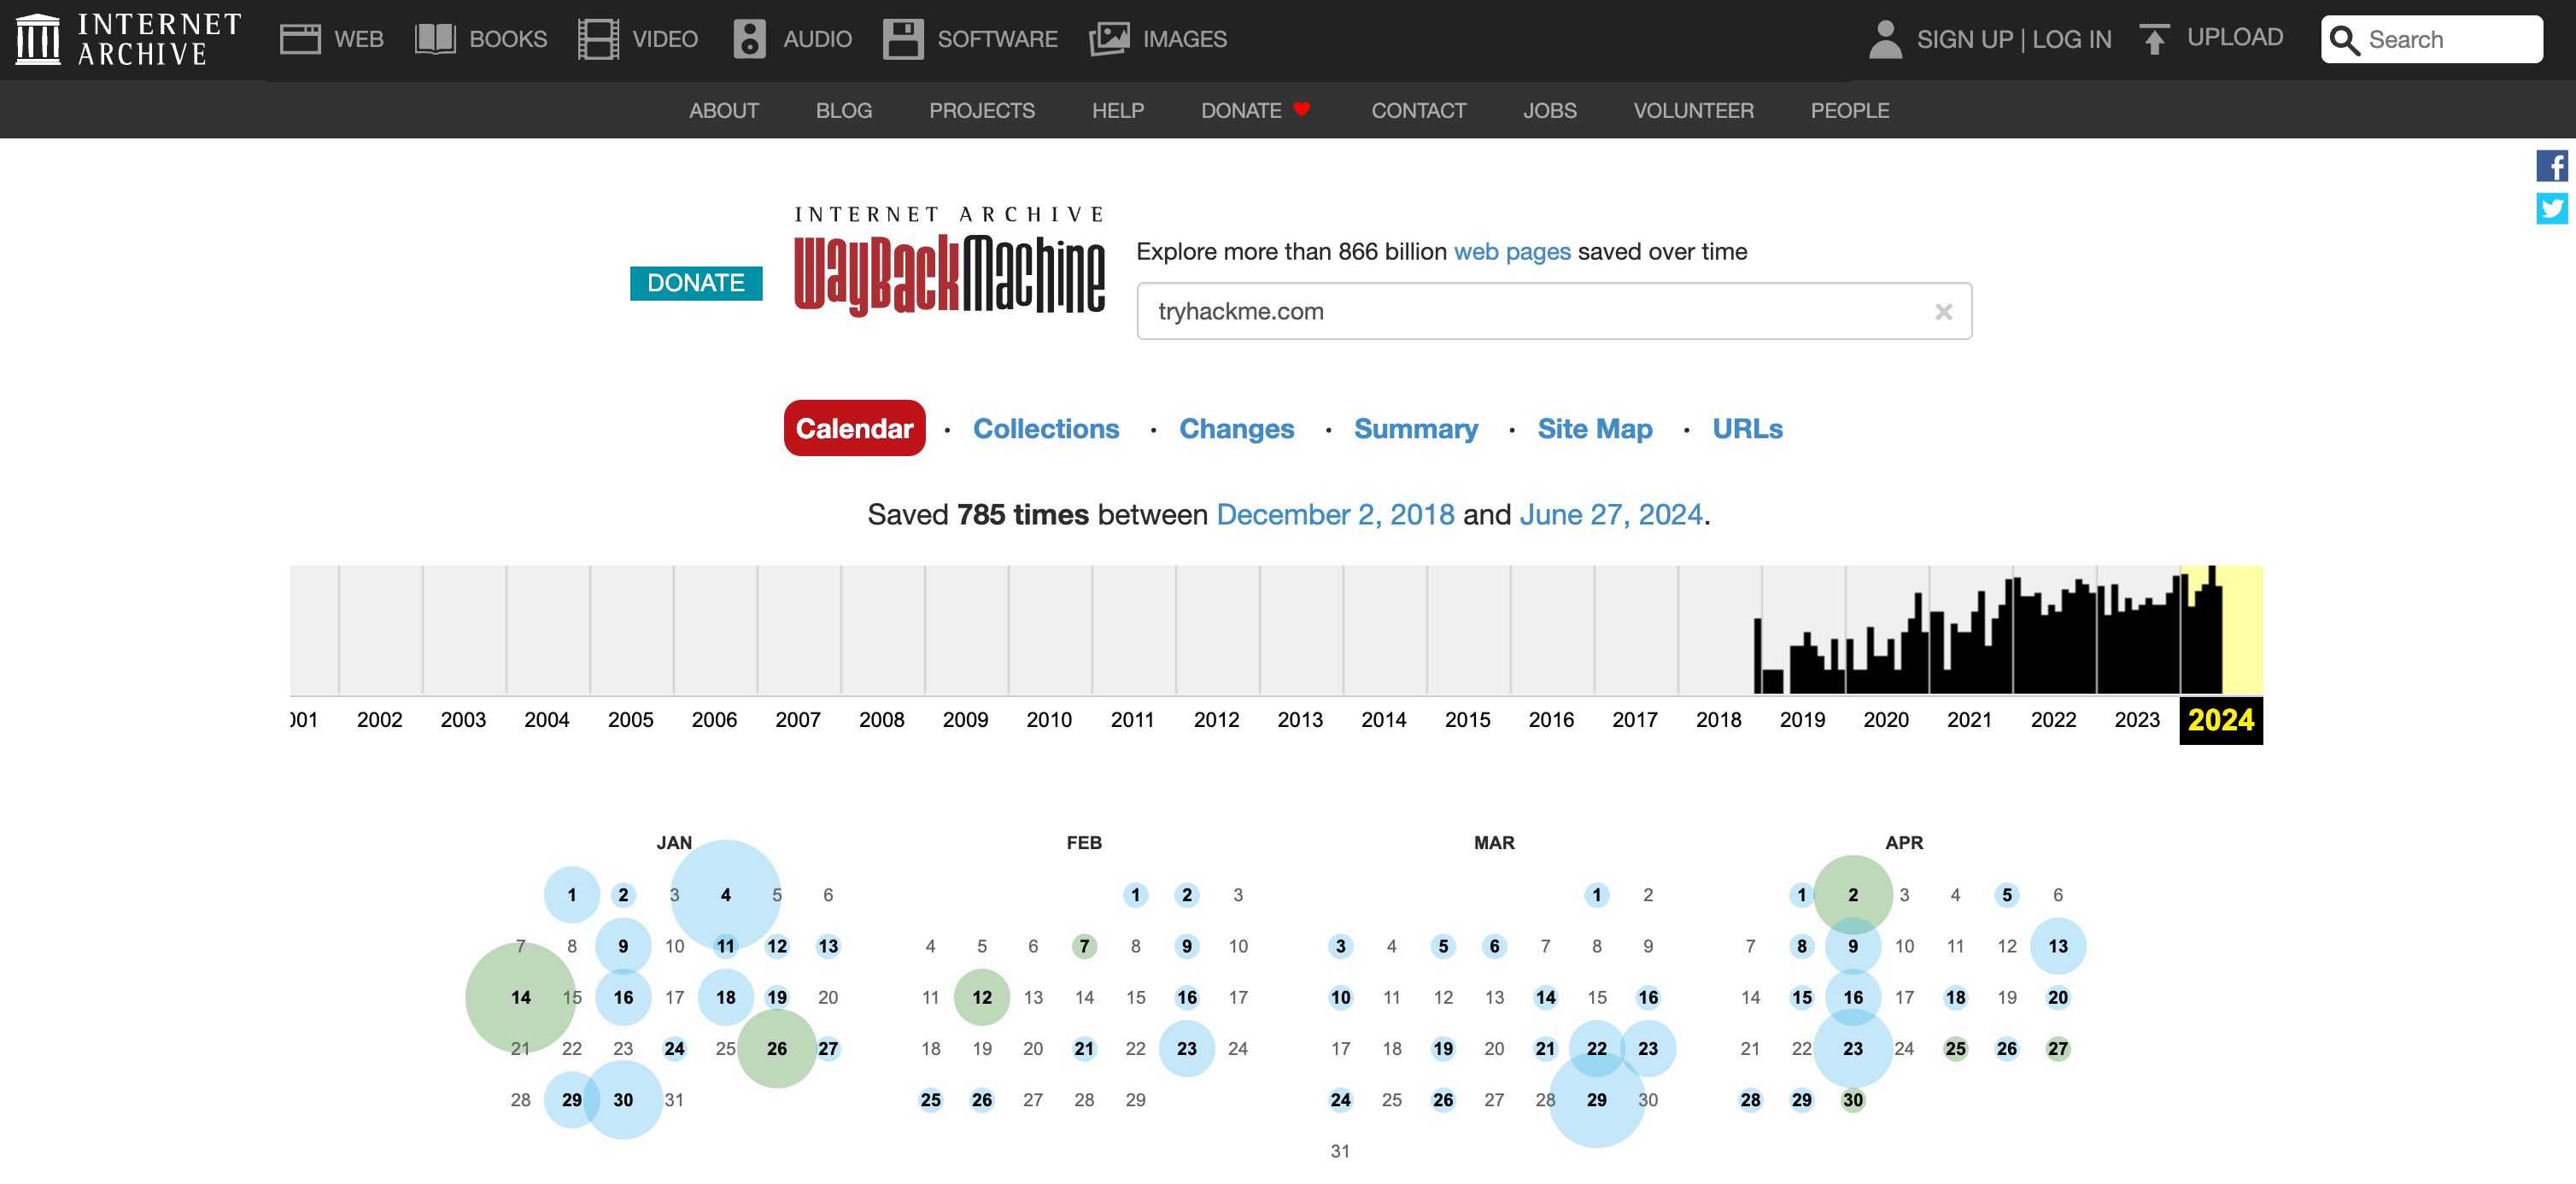 INTERNET ARCHIVE
WEB BOOKS VIDEO AUDIO SOFTWARE IMAGES SIGN UP | LOG IN UPLOAD Search
ABOUT BLOG PROJECTS HELP DONATE CONTACT JOBS VOLUNTEER PEOPLE
DONATE
INTERNET ARCHIVE
WayBackMachine
Explore more than 866 billion web pages saved over time
tryhackme.com ×
Calendar · Collections · Changes · Summary · Site Map · URLs
Saved 785 times between December 2, 2018 and June 27, 2024.
001 2002 2003 2004 2005 2006 2007 2008 2009 2010 2011 2012 2013 2014 2015 2016 2017 2018 2019 2020 2021 2022 2023 2024
JAN
1 2 3 4 5 6
7 8 9 10 11 12 13
14 15 16 17 18 19 20
21 22 23 24 25 26 27
28 29 30 31
FEB
1 2 3
4 5 6 7 8 9 10
11 12 13 14 15 16 17
18 19 20 21 22 23 24
25 26 27 28 29
MAR
1 2
3 4 5 6 7 8 9
10 11 12 13 14 15 16
17 18 19 20 21 22 23
24 25 26 27 28 29 30
31
APR
1 2 3 4 5 6
7 8 9 10 11 12 13
14 15 16 17 18 19 20
21 22 23 24 25 26 27
28 29 30